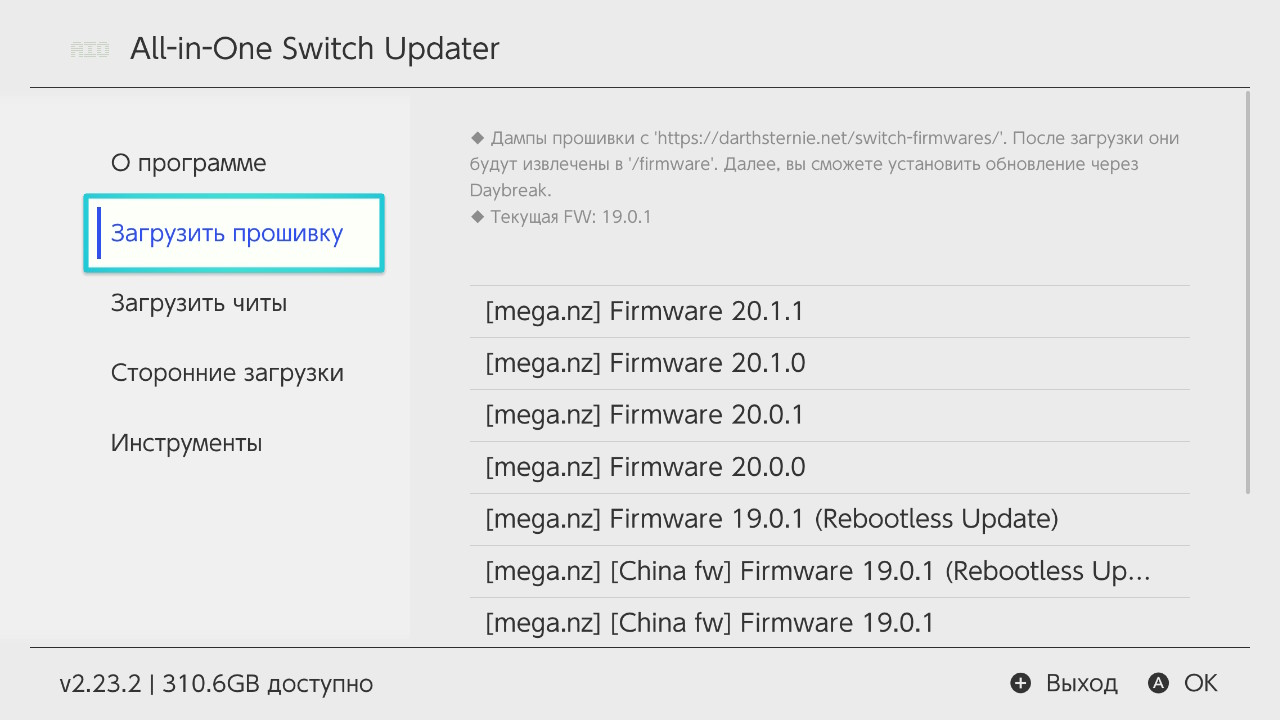 AIO All-in-One Switch Updater
О программе
Загрузить прошивку
Загрузить читы
Сторонние загрузки
Инструменты
◆ Дампы прошивки с 'https://darthsternie.net/switch-firmwares/'. После загрузки они
будут извлечены в '/firmware'. Далее, вы сможете установить обновление через
Daybreak.
◆ Текущая FW: 19.0.1
[mega.nz] Firmware 20.1.1
[mega.nz] Firmware 20.1.0
[mega.nz] Firmware 20.0.1
[mega.nz] Firmware 20.0.0
[mega.nz] Firmware 19.0.1 (Rebootless Update)
[mega.nz] [China fw] Firmware 19.0.1 (Rebootless Up...
[mega.nz] [China fw] Firmware 19.0.1
v2.23.2 | 310.6GB доступно
+ Выход A OK